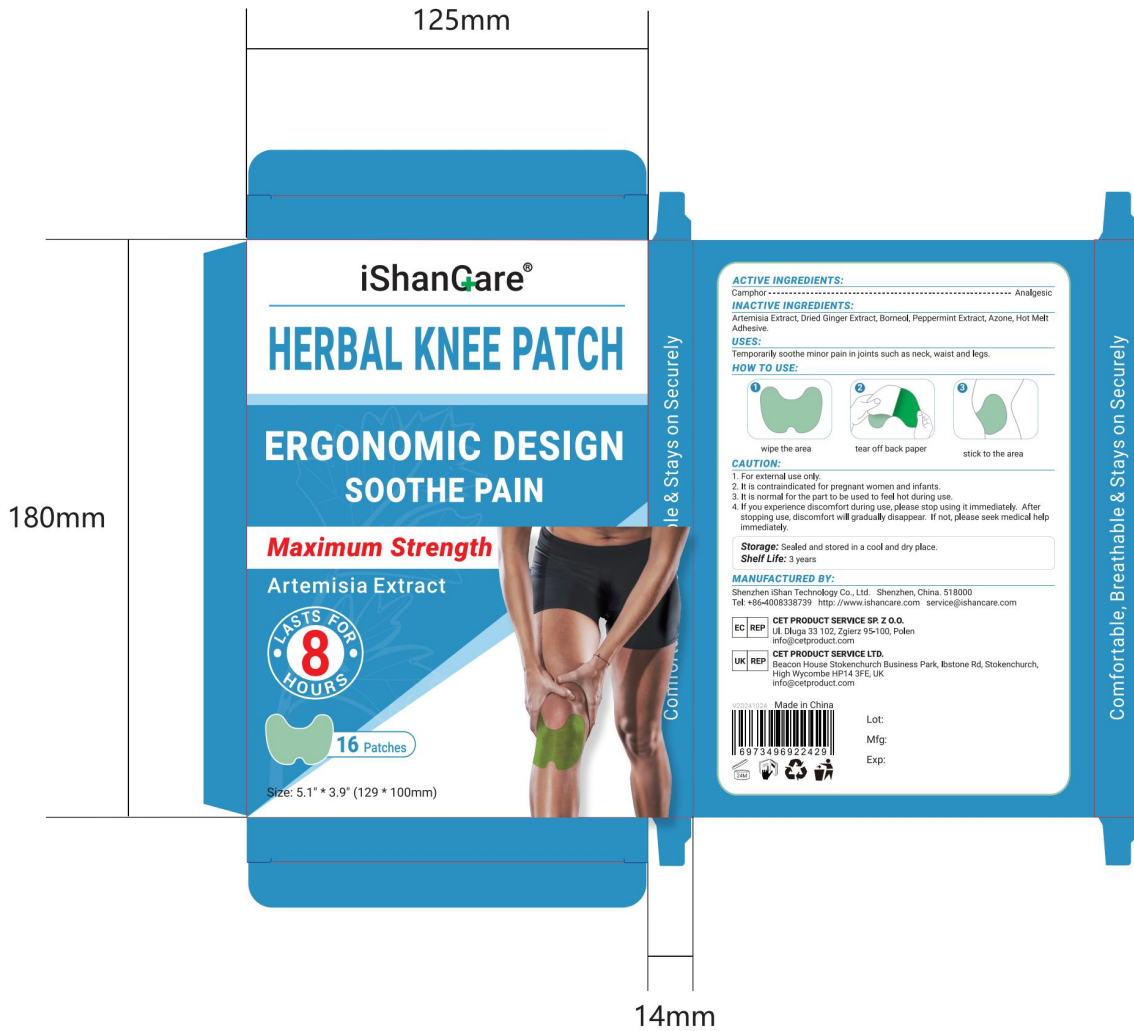 125mm
180mm
14mm
iShanCare®
HERBAL KNEE PATCH
ERGONOMIC DESIGN
SOOTHE PAIN
Maximum Strength
Artemisia Extract
LASTS FOR
8
HOURS
16 Patches
Size: 5.1" * 3.9" (129 * 100mm)
Comforta
ble & Stays on Securely
ACTIVE INGREDIENTS:
Camphor ------------------------------------------------------------ Analgesic
INACTIVE INGREDIENTS:
Artemisia Extract, Dried Ginger Extract, Borneol, Peppermint Extract, Azone, Hot Melt
Adhesive.
USES:
Temporarily soothe minor pain in joints such as neck, waist and legs.
HOW TO USE:
1
2
3
wipe the area
tear off back paper
stick to the area
CAUTION:
1. For external use only.
2. It is contraindicated for pregnant women and infants.
3. It is normal for the part to be used to feel hot during use.
4. If you experience discomfort during use, please stop using it immediately. After
stopping use, discomfort will gradually disappear. If not, please seek medical help
immediately.
Storage: Sealed and stored in a cool and dry place.
Shelf Life: 3 years
MANUFACTURED BY:
Shenzhen iShan Technology Co., Ltd. Shenzhen, China. 518000
Tel: +86-4008338739 http: //www.ishancare.com service@ishancare.com
EC REP
CET PRODUCT SERVICE SP. Z O.O.
Ul. Dluga 33 102, Zgierz 95-100, Polen
info@cetproduct.com
UK REP
CET PRODUCT SERVICE LTD.
Beacon House Stokenchurch Business Park, Ibstone Rd, Stokenchurch,
High Wycombe HP14 3FE, UK
info@cetproduct.com
V20241024 Made in China
6973496922429
24M
Lot:
Mfg:
Exp:
Comfortable, Breathable & Stays on Securely